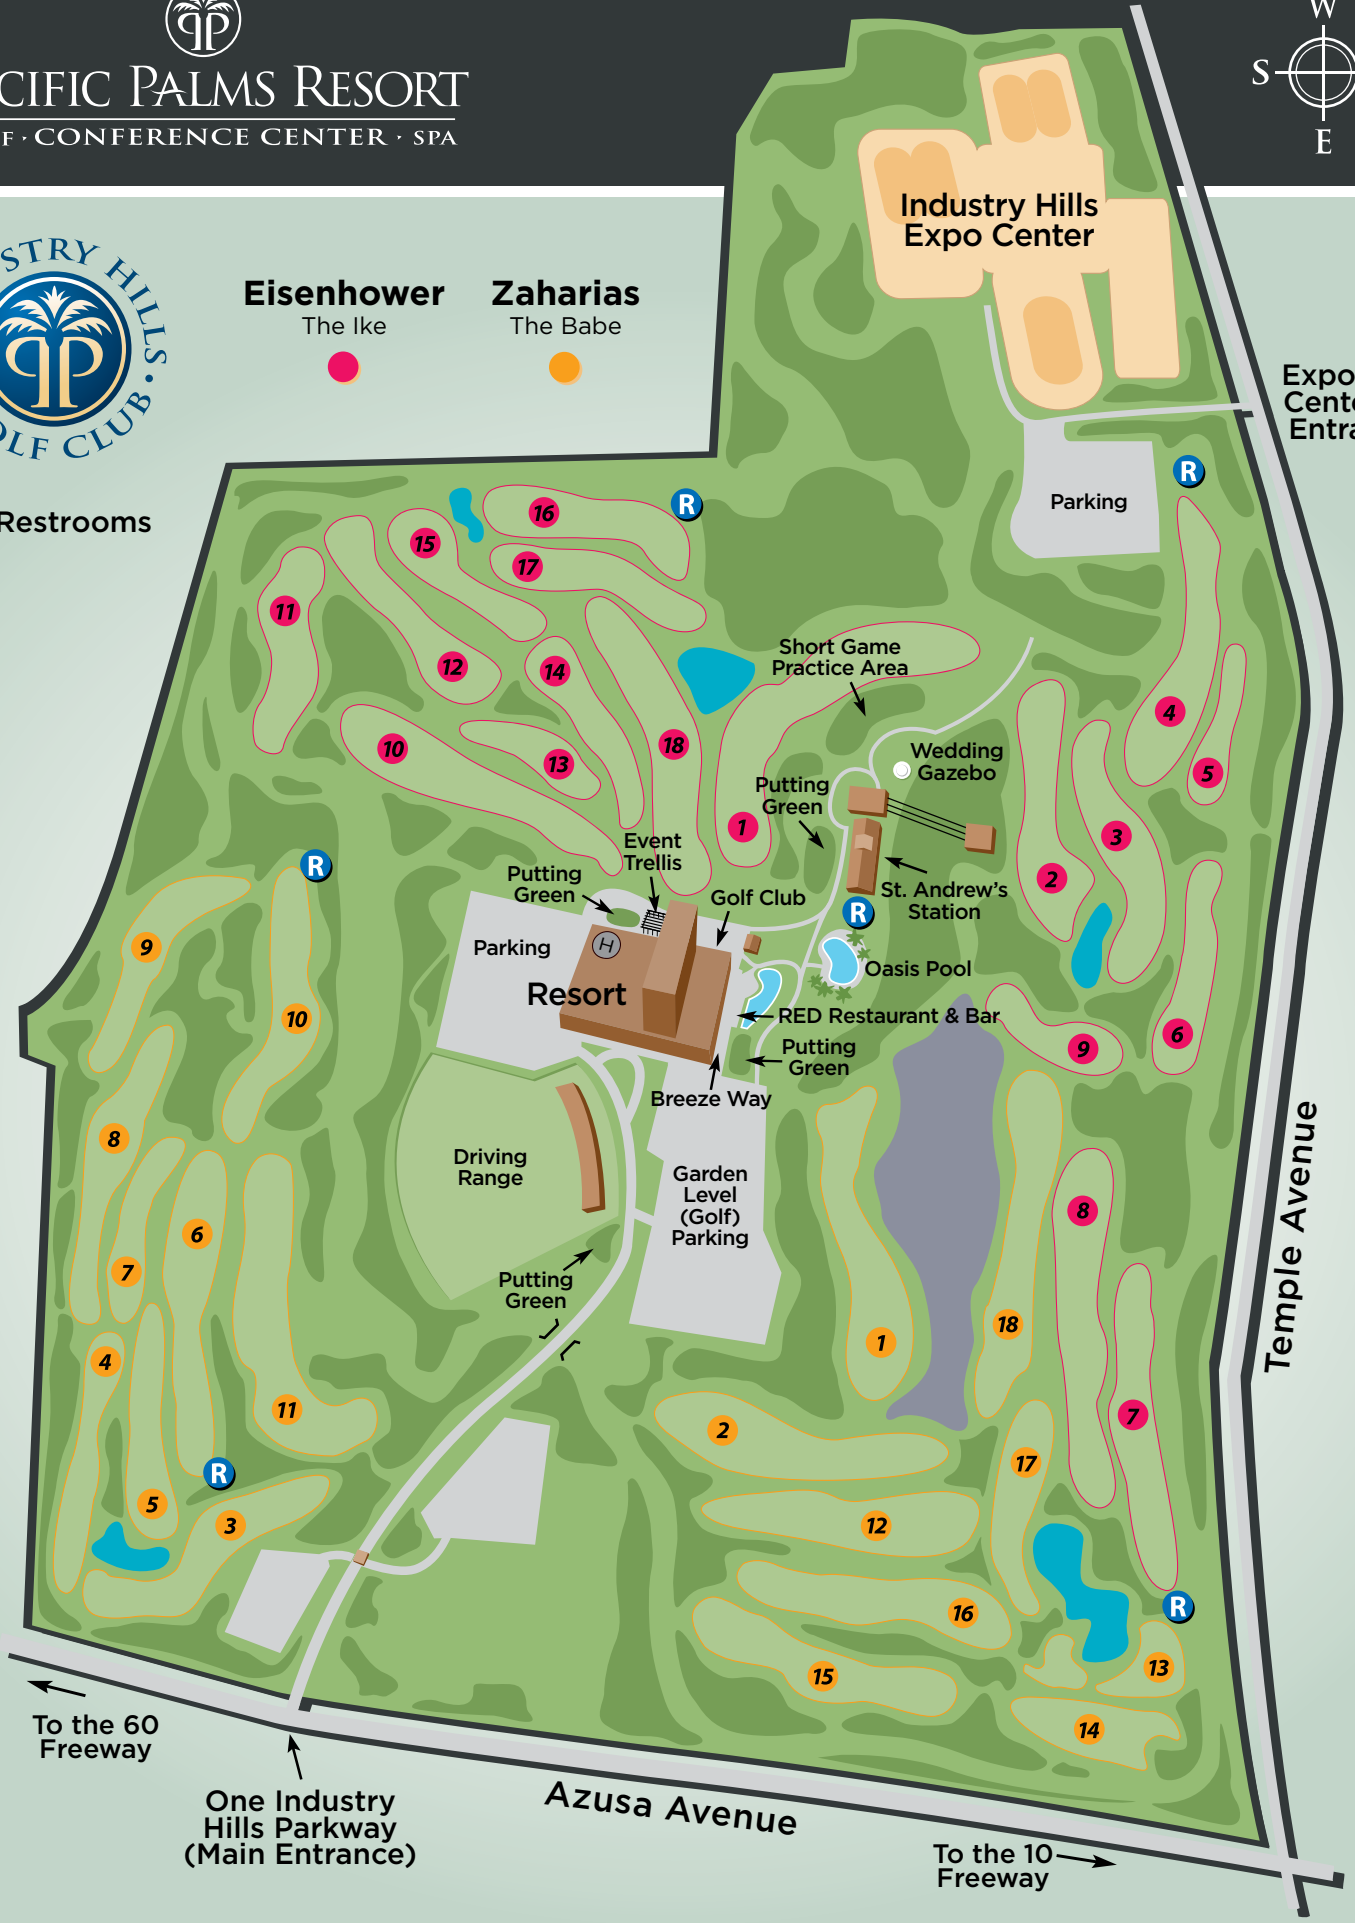 CIFIC PALMS RESORT
F · CONFERENCE CENTER · SPA
W
S
E
STRY HILLS
OLF CLUB
Eisenhower
The Ike
Zaharias
The Babe
Restrooms
Industry Hills
Expo Center
Expo
Cente
Entra
Parking
R
R
16
15
17
11
12
14
10
13
18
Short Game
Practice Area
4
5
3
2
1
Wedding
Gazebo
Putting
Green
Event
Trellis
Putting
Green
Golf Club
St. Andrew's
Station
R
R
Parking
H
Resort
Oasis Pool
RED Restaurant & Bar
Putting
Green
Breeze Way
9
6
9
10
8
7
6
Driving
Range
Garden
Level
(Golf)
Parking
Putting
Green
8
7
1
18
4
11
5
3
R
2
17
12
16
15
13
14
R
Temple Avenue
To the 60
Freeway
One Industry
Hills Parkway
(Main Entrance)
Azusa Avenue
To the 10
Freeway